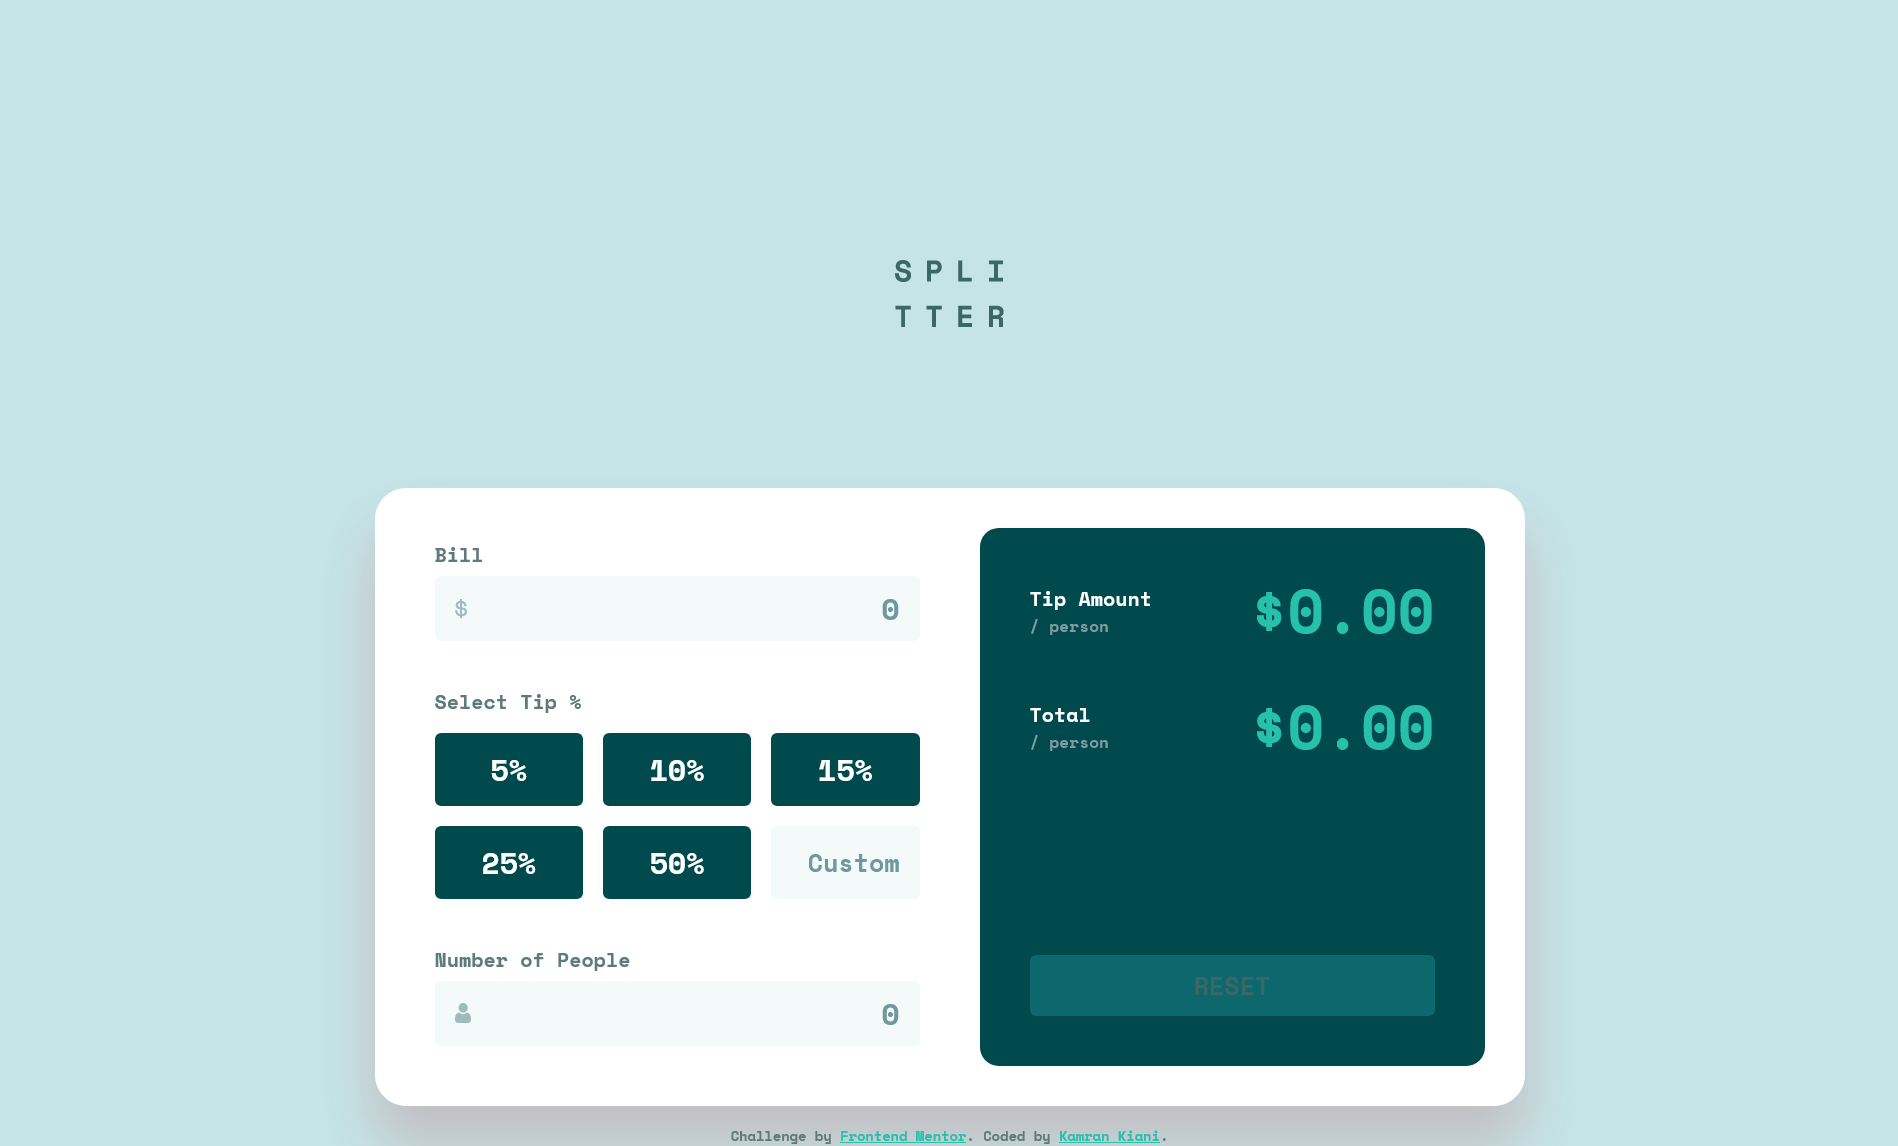 SPLI
TTER
Bill
$ 0
Select Tip %
5% 10% 15%
25% 50% Custom
Number of People
0
Tip Amount
/ person
$0.00
Total
/ person
$0.00
RESET
Challenge by Frontend Mentor. Coded by Kamran Kiani.